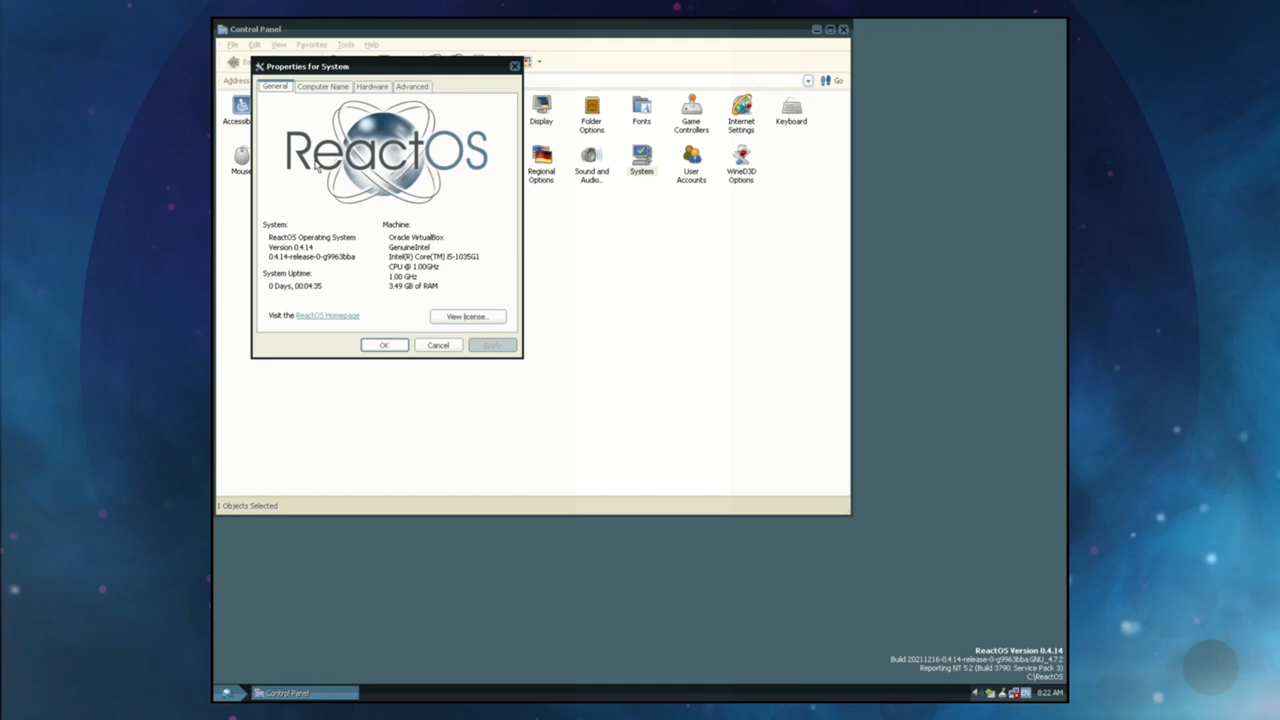 Control Panel
File Edit View Favorites Tools Help
Address
Go
Properties for System
General Computer Name Hardware Advanced
ReactOS
System:
ReactOS Operating System
Version 0.4.14
0.4.14-release-0-g9963bba
System Uptime:
0 Days, 00:04:35
Machine:
Oracle VirtualBox
GenuineIntel
Intel(R) Core(TM) i5-1035G1
CPU @ 1.00GHz
1.00 GHz
3.49 GB of RAM
Visit the ReactOS Homepage
View license...
OK Cancel Apply
Display
Folder
Options
Fonts
Game
Controllers
Internet
Settings
Keyboard
Mouse
Regional
Options
Sound and
Audio...
System
User
Accounts
WineD3D
Options
1 Objects Selected
ReactOS Version 0.4.14
Build 20211216-0.4.14-release-0-g9963bba.GNU_4.7.2
Reporting NT 5.2 (Build 3790: Service Pack 3)
C:\ReactOS
Control Panel
EN
8:22 AM